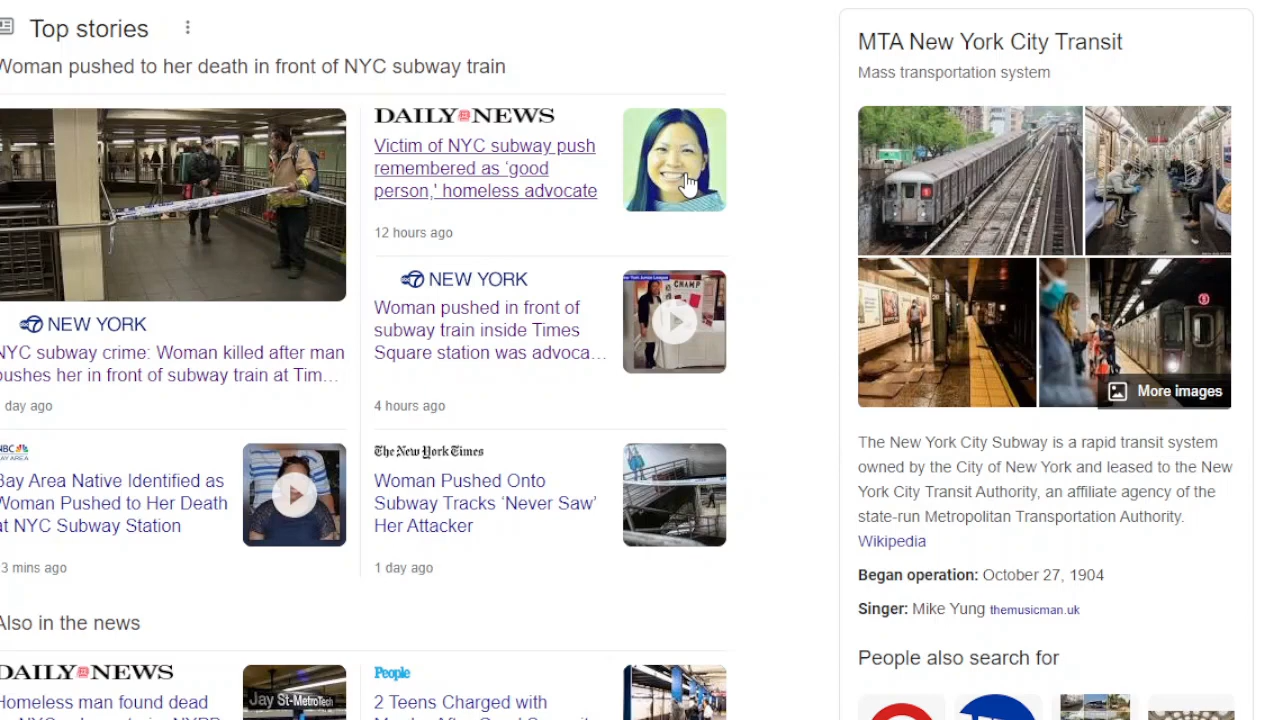 Top stories
Woman pushed to her death in front of NYC subway train
NEW YORK
NYC subway crime: Woman killed after man
pushes her in front of subway train at Tim...
day ago
NBC
BAY AREA
Bay Area Native Identified as
Woman Pushed to Her Death
at NYC Subway Station
3 mins ago
DAILY NEWS
Victim of NYC subway push
remembered as 'good
person,' homeless advocate
12 hours ago
NEW YORK
Woman pushed in front of
subway train inside Times
Square station was advoca...
4 hours ago
CHAMP
The New York Times
Woman Pushed Onto
Subway Tracks 'Never Saw'
Her Attacker
1 day ago
Also in the news
DAILY NEWS
Homeless man found dead
Jay St-MetroTech
People
2 Teens Charged with
MTA New York City Transit
Mass transportation system
More images
The New York City Subway is a rapid transit system
owned by the City of New York and leased to the New
York City Transit Authority, an affiliate agency of the
state-run Metropolitan Transportation Authority.
Wikipedia
Began operation: October 27, 1904
Singer: Mike Yung themusicman.uk
People also search for